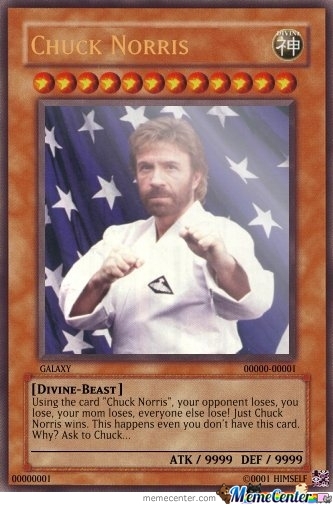 CHUCK NORRIS
DIVINE
神
GALAXY
00000-00001
[DIVINE-BEAST]
Using the card "Chuck Norris", your opponent loses, you
lose, your mom loses, everyone else lose! Just Chuck
Norris wins. This happens even you don't have this card.
Why? Ask to Chuck...
ATK / 9999 DEF / 9999
00000001
©0001 HIMSELF
memecenter.com
MemeCenter